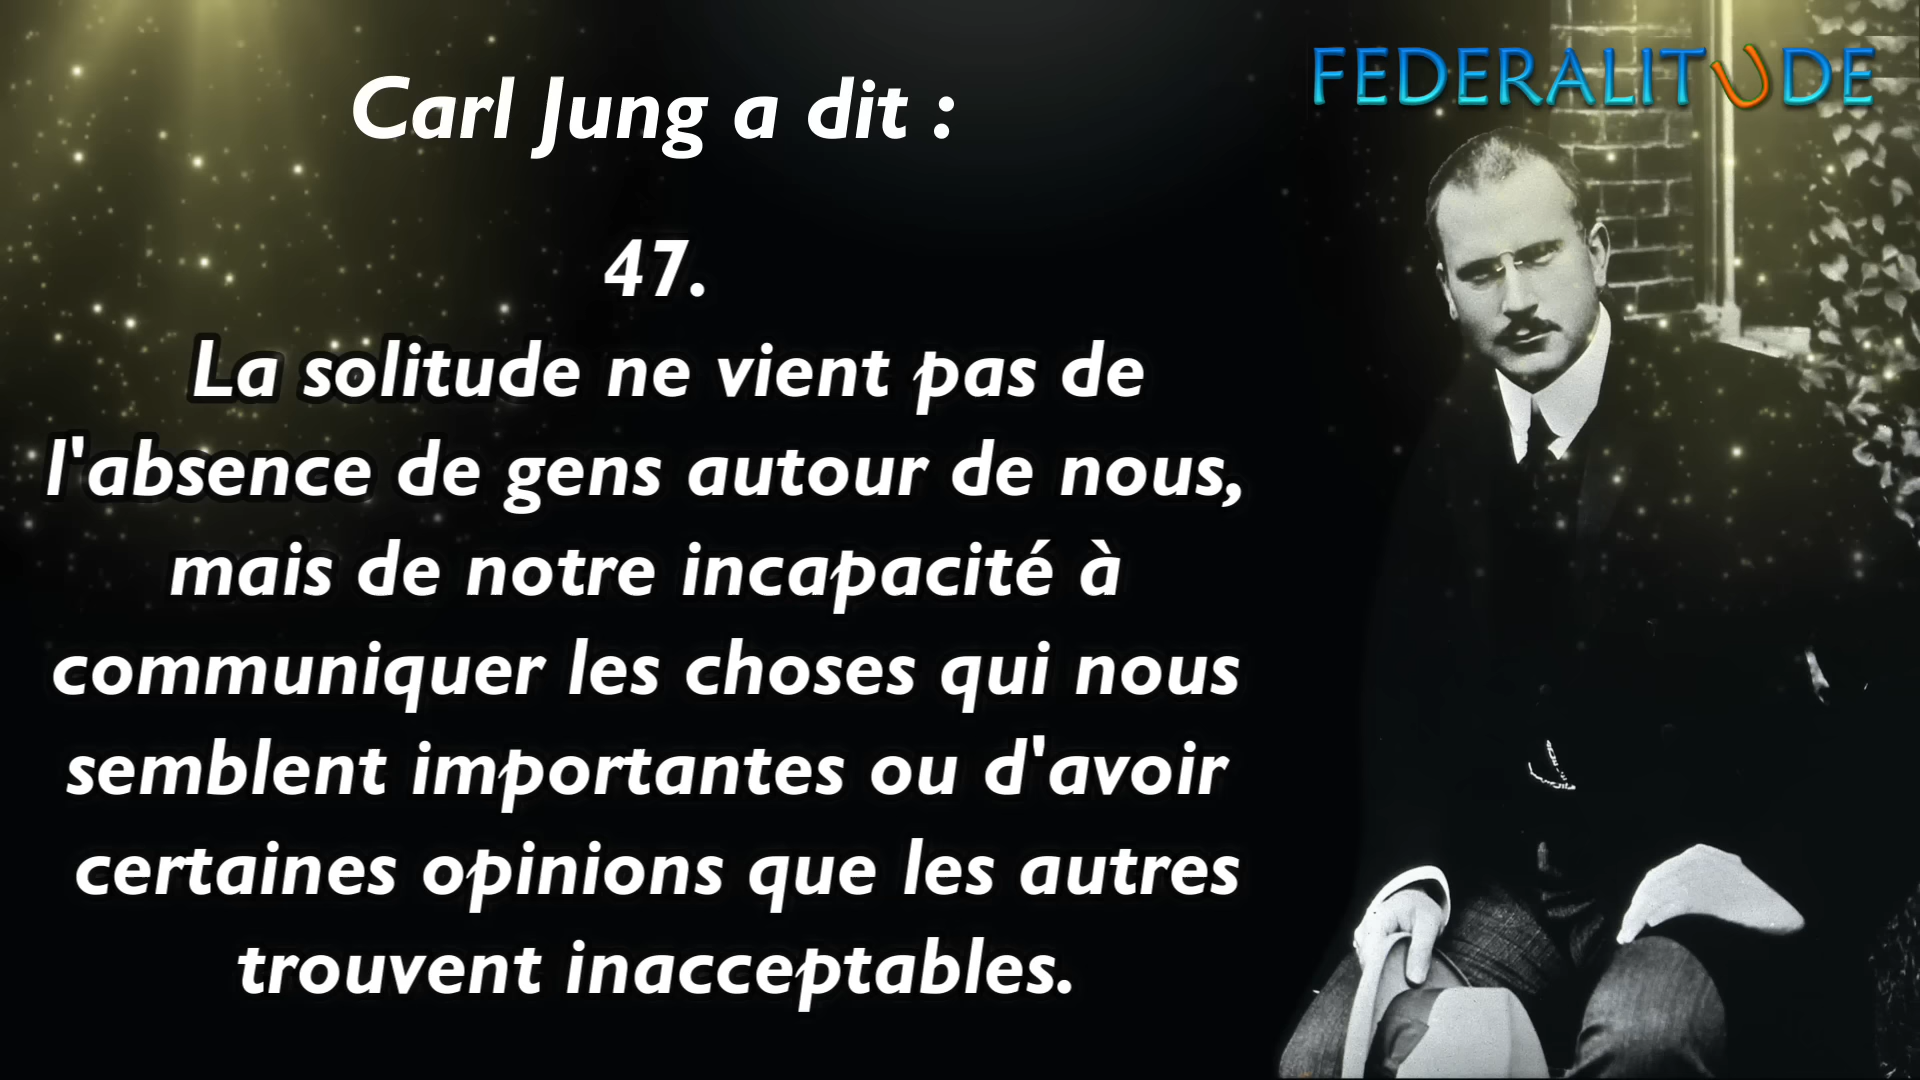 FEDERALITUDE
Carl Jung a dit :
47.
La solitude ne vient pas de
l'absence de gens autour de nous,
mais de notre incapacité à
communiquer les choses qui nous
semblent importantes ou d'avoir
certaines opinions que les autres
trouvent inacceptables.